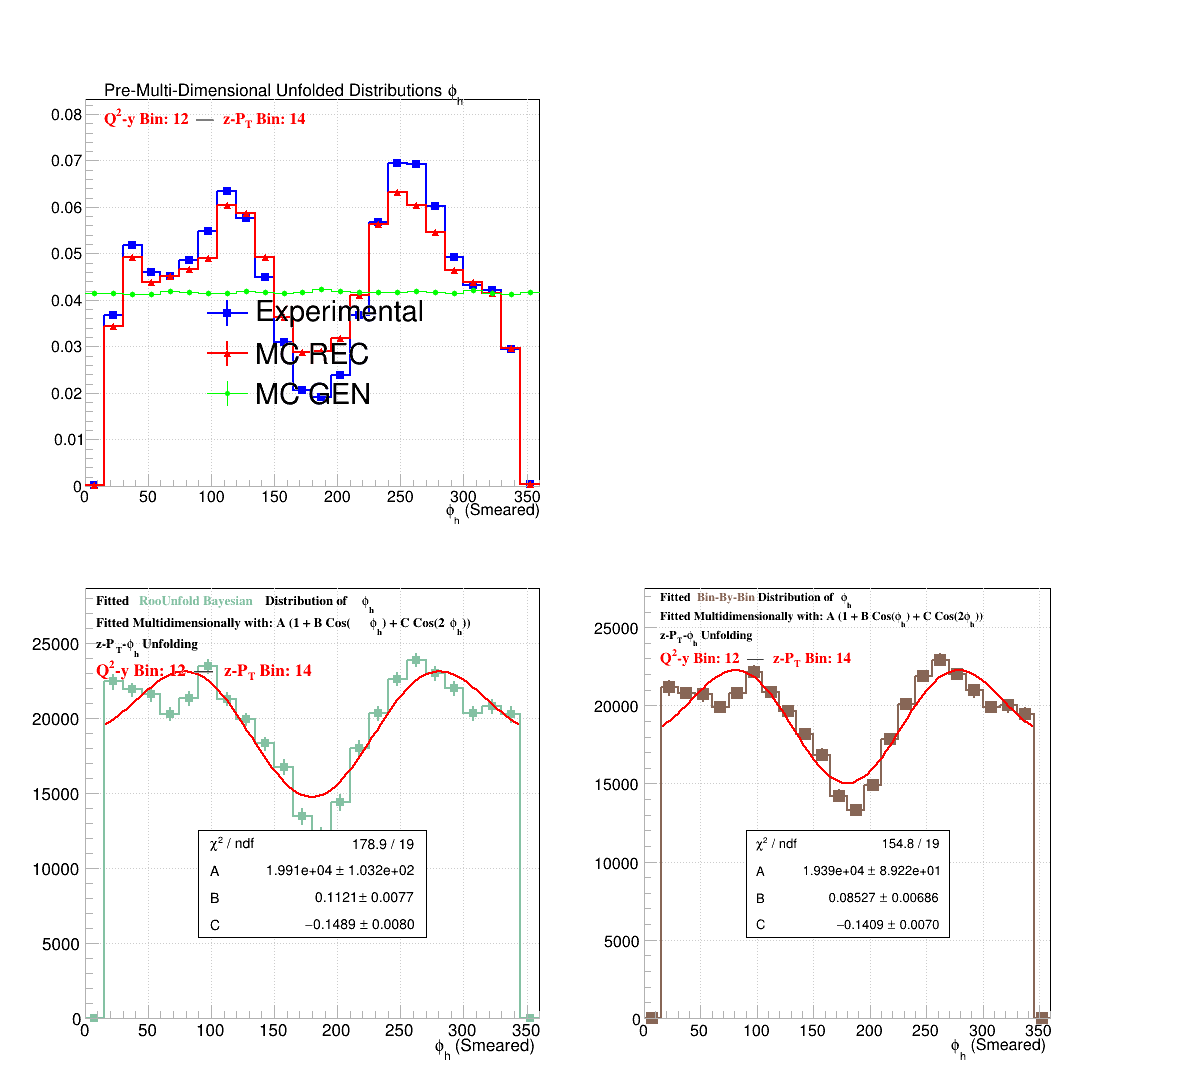 Pre-Multi-Dimensional Unfolded Distributions ϕh
Q2-y Bin: 12 — z-PT Bin: 14
0.08
0.07
0.06
0.05
0.04
0.03
0.02
0.01
0
Experimental
MC REC
MC GEN
0 50 100 150 200 250 300 350
ϕh (Smeared)
Fitted RooUnfold Bayesian Distribution of ϕh
Fitted Multidimensionally with: A (1 + B Cos( ϕh) + C Cos(2 ϕh))
z-PT-ϕh Unfolding
Q2-y Bin: 12 — z-PT Bin: 14
25000
20000
15000
10000
5000
0
χ2 / ndf 178.9 / 19
A 1.991e+04 ± 1.032e+02
B 0.1121 ± 0.0077
C −0.1489 ± 0.0080
0 50 100 150 200 250 300 350
ϕh (Smeared)
Fitted Bin-By-Bin Distribution of ϕh
Fitted Multidimensionally with: A (1 + B Cos(ϕh) + C Cos(2ϕh))
z-PT-ϕh Unfolding
Q2-y Bin: 12 — z-PT Bin: 14
25000
20000
15000
10000
5000
0
χ2 / ndf 154.8 / 19
A 1.939e+04 ± 8.922e+01
B 0.08527 ± 0.00686
C −0.1409 ± 0.0070
0 50 100 150 200 250 300 350
ϕh (Smeared)